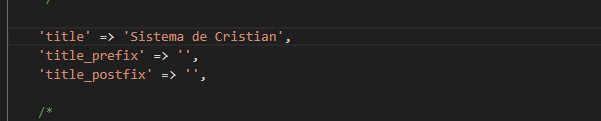 'title' => 'Sistema de Cristian',
'title_prefix' => '',
'title_postfix' => '',
/*